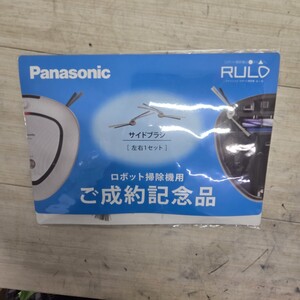 Panasonic
RULO
サイドブラシ
[左右1セット]
ロボット掃除機用
ご成約記念品